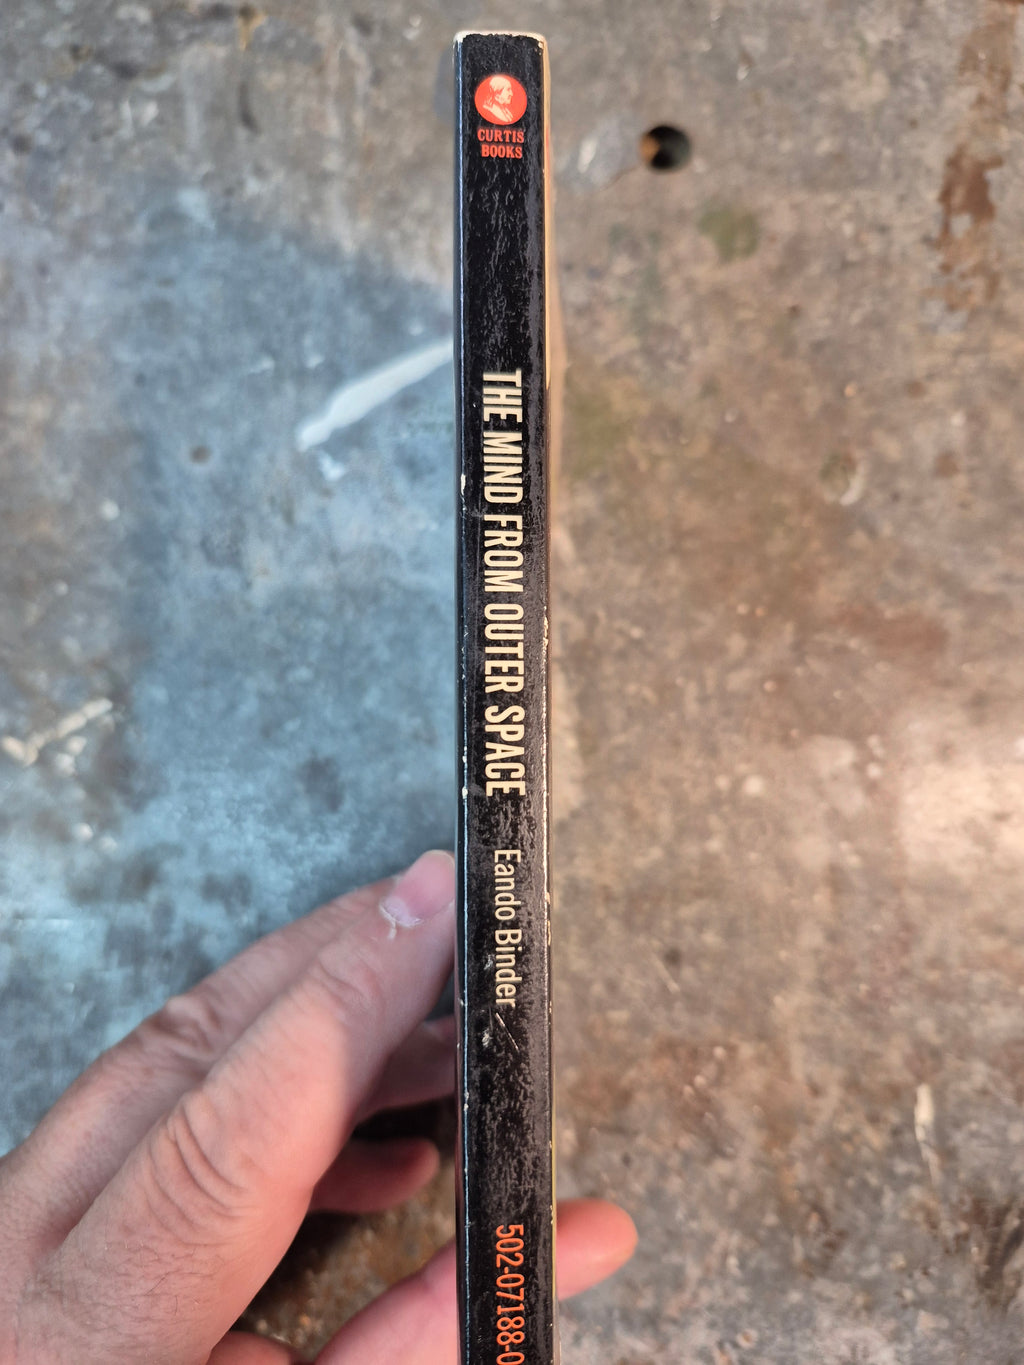 CURTIS
BOOKS
THE MIND FROM OUTER SPACE
Eando Binder
502-07188-0